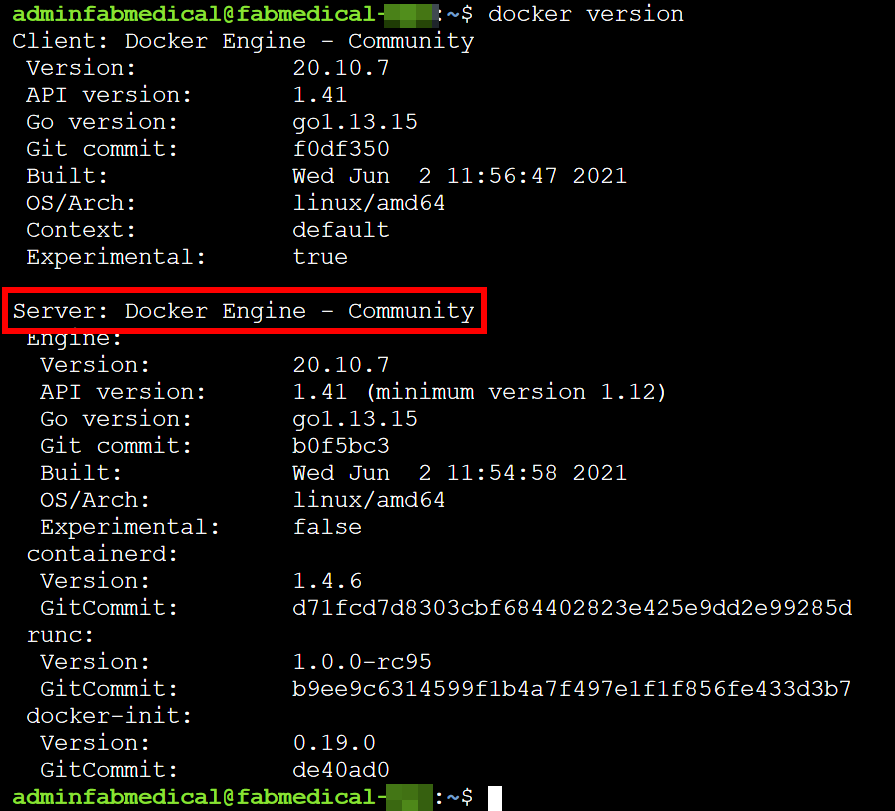 adminfabmedical@fabmedical-:~$ docker version
Client: Docker Engine - Community
Version: 20.10.7
API version: 1.41
Go version: go1.13.15
Git commit: f0df350
Built: Wed Jun  2 11:56:47 2021
OS/Arch: linux/amd64
Context: default
Experimental: true
Server: Docker Engine - Community
Engine:
Version: 20.10.7
API version: 1.41 (minimum version 1.12)
Go version: go1.13.15
Git commit: b0f5bc3
Built: Wed Jun  2 11:54:58 2021
OS/Arch: linux/amd64
Experimental: false
containerd:
Version: 1.4.6
GitCommit: d71fcd7d8303cbf684402823e425e9dd2e99285d
runc:
Version: 1.0.0-rc95
GitCommit: b9ee9c6314599f1b4a7f497e1f1f856fe433d3b7
docker-init:
Version: 0.19.0
GitCommit: de40ad0
adminfabmedical@fabmedical-:~$